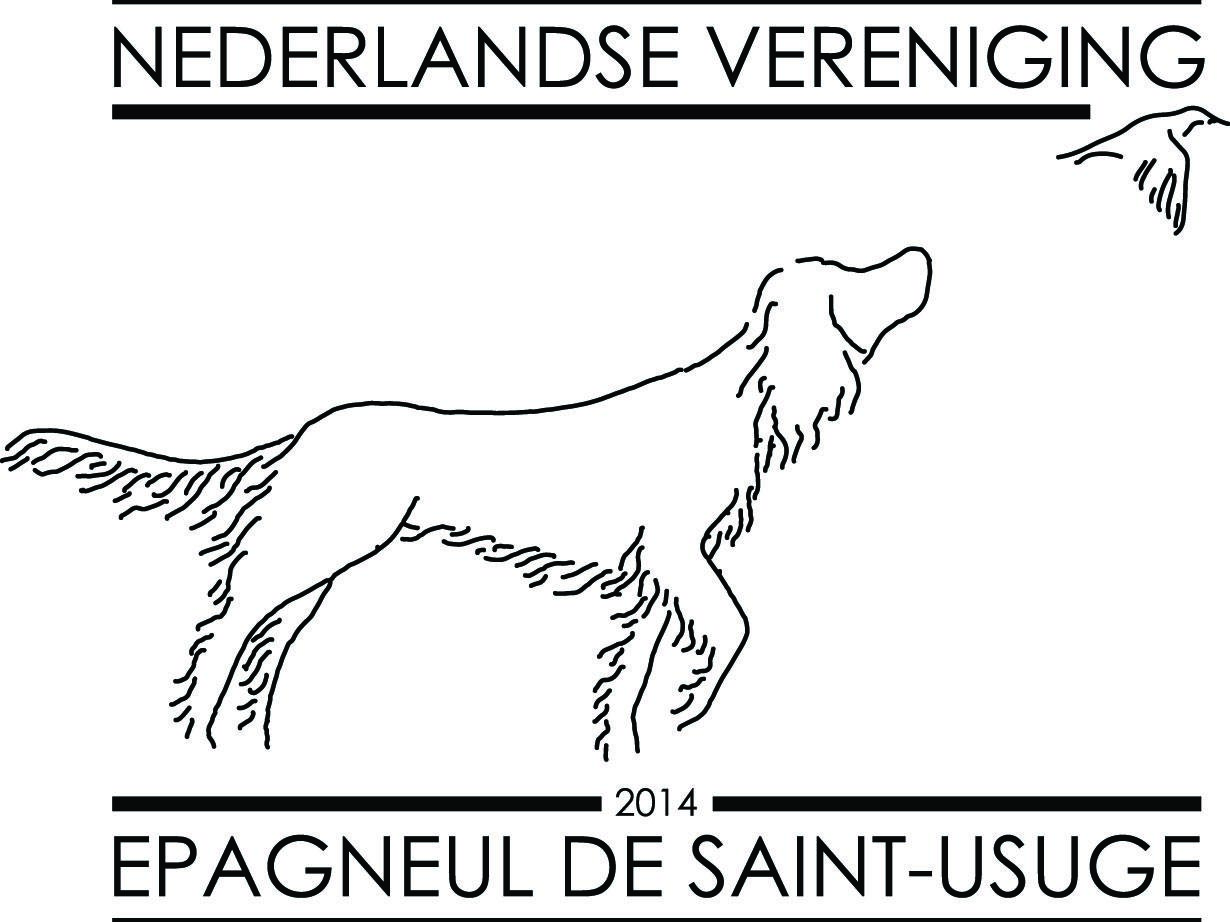 NEDERLANDSE VERENIGING
2014
EPAGNEUL DE SAINT-USUGE